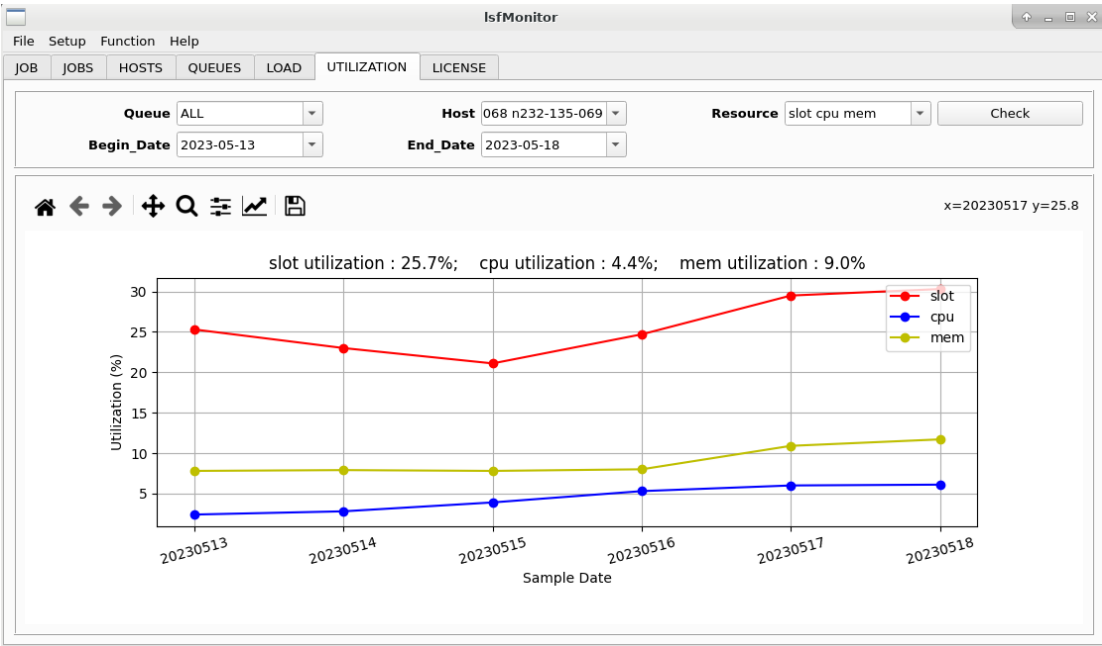 lsfMonitor
File Setup Function Help
JOB JOBS HOSTS QUEUES LOAD UTILIZATION LICENSE
Queue ALL Host 068 n232-135-069 Resource slot cpu mem Check
Begin_Date 2023-05-13 End_Date 2023-05-18
x=20230517 y=25.8
slot utilization : 25.7%; cpu utilization : 4.4%; mem utilization : 9.0%
30
25
20
15
10
5
Utilization (%)
slot
cpu
mem
20230513 20230514 20230515 20230516 20230517 20230518
Sample Date